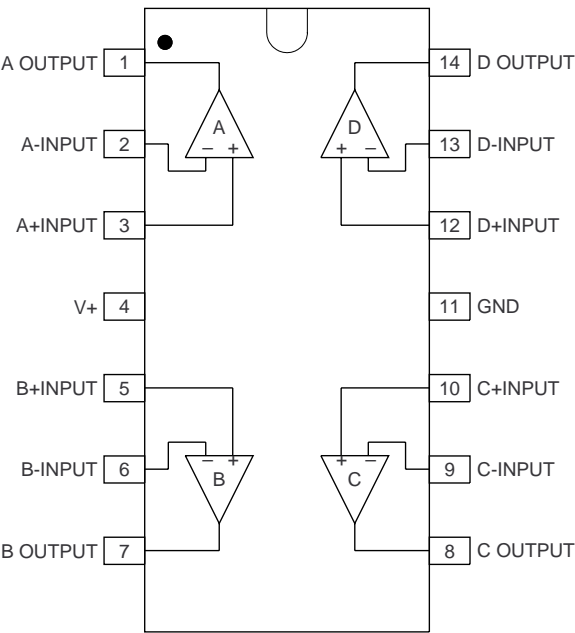 A OUTPUT 1 14 D OUTPUT
A D
A-INPUT 2 − + + − 13 D-INPUT
A+INPUT 3 12 D+INPUT
V+ 4 11 GND
B+INPUT 5 10 C+INPUT
B-INPUT 6 − + + − 9 C-INPUT
B C
B OUTPUT 7 8 C OUTPUT